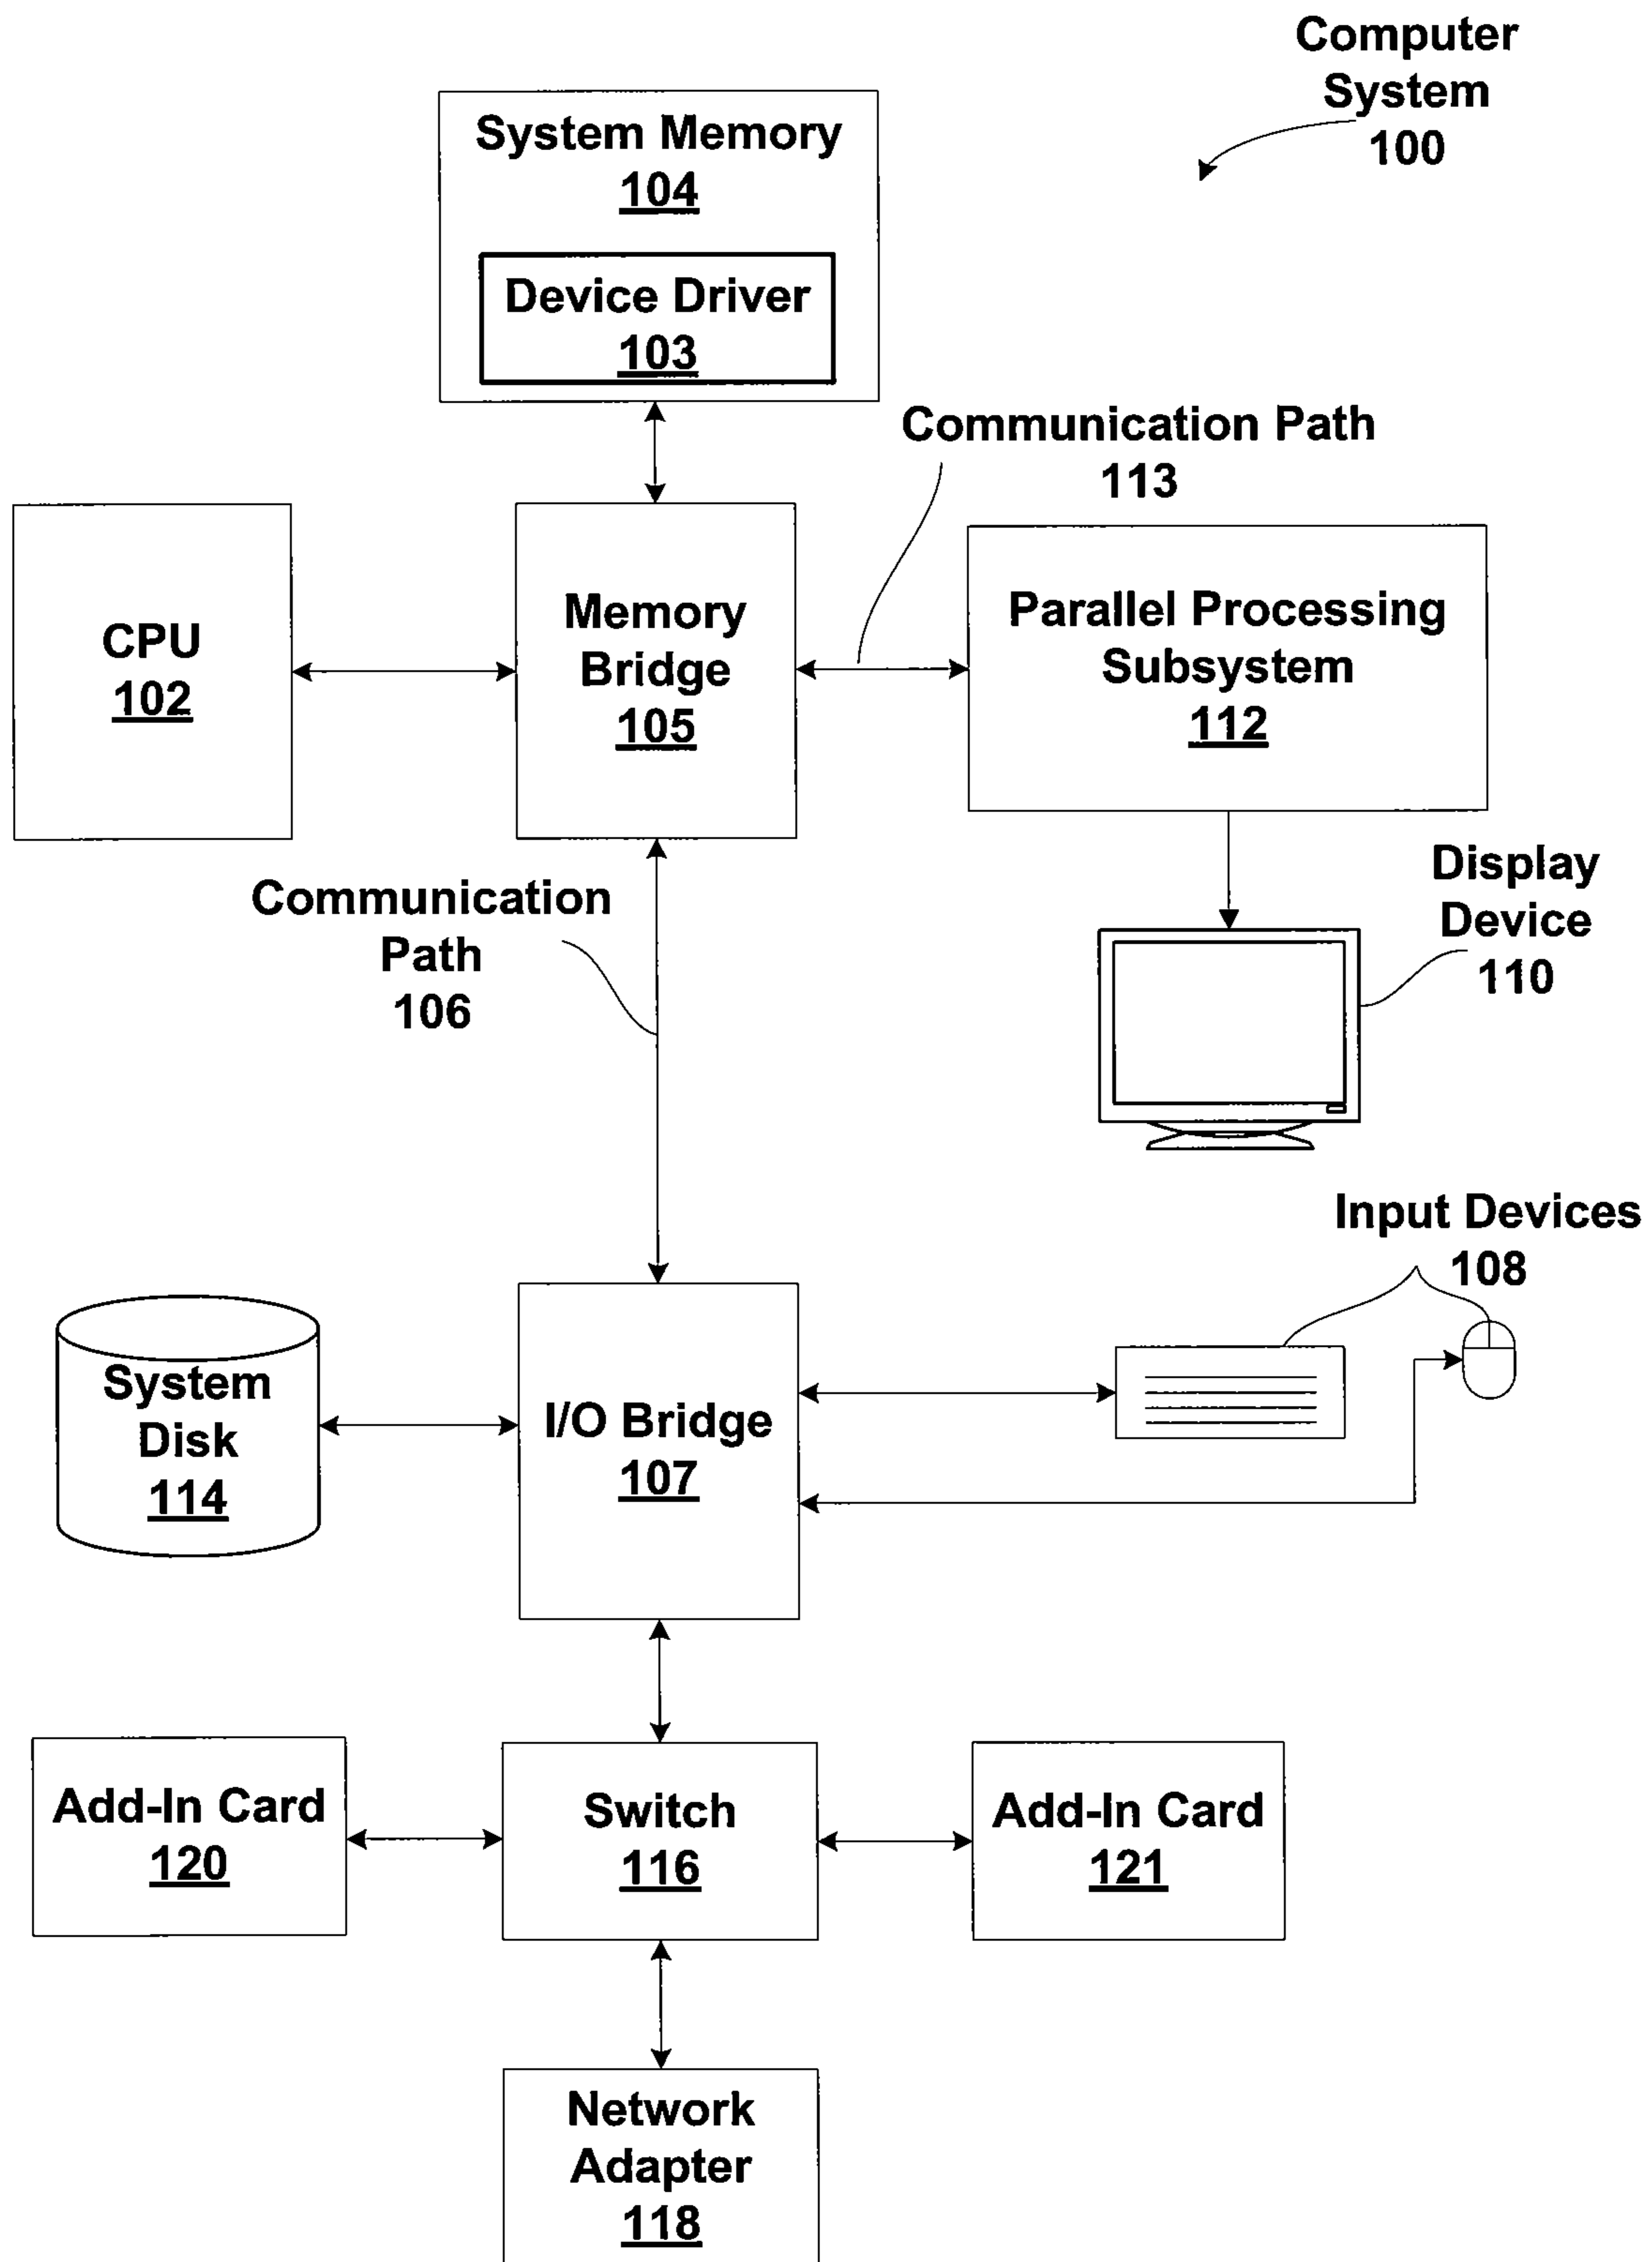 Computer
System
100
System Memory
104
Device Driver
103
Communication Path
113
CPU
102
Memory
Bridge
105
Parallel Processing
Subsystem
112
Communication
Path
106
Display
Device
110
Input Devices
108
System
Disk
114
I/O Bridge
107
Add-In Card
120
Switch
116
Add-In Card
121
Network
Adapter
118